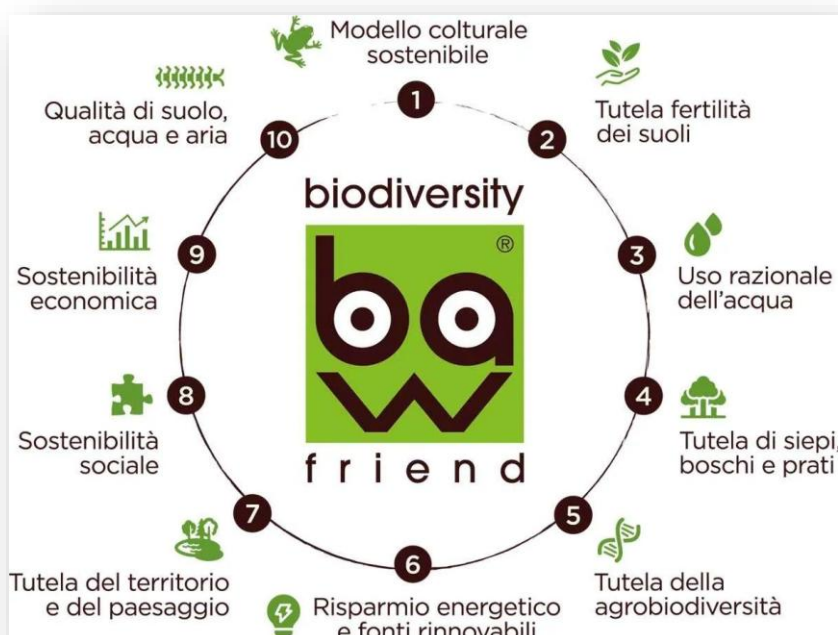 Modello colturale
sostenibile
1
Tutela fertilità
dei suoli
2
Uso razionale
dell'acqua
3
Tutela di siepi,
boschi e prati
4
Tutela della
agrobiodiversità
5
Risparmio energetico
e fonti rinnovabili
6
Tutela del territorio
e del paesaggio
7
Sostenibilità
sociale
8
Sostenibilità
economica
9
Qualità di suolo,
acqua e aria
10
biodiversity
®
baw
friend